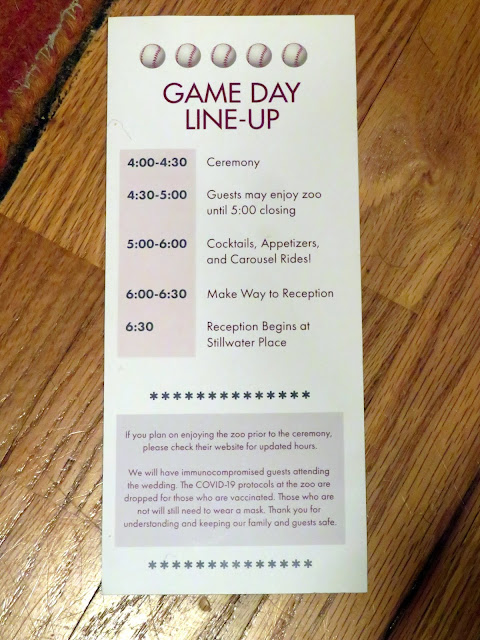 GAME DAY
LINE-UP
4:00-4:30 Ceremony
4:30-5:00 Guests may enjoy zoo
until 5:00 closing
5:00-6:00 Cocktails, Appetizers,
and Carousel Rides!
6:00-6:30 Make Way to Reception
6:30 Reception Begins at
Stillwater Place
***************
If you plan on enjoying the zoo prior to the ceremony,
please check their website for updated hours.
We will have immunocompromised guests attending
the wedding. The COVID-19 protocols at the zoo are
dropped for those who are vaccinated. Those who are
not will still need to wear a mask. Thank you for
understanding and keeping our family and guests safe.
***************